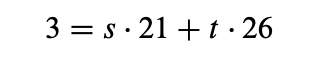 3 = s · 21 + t · 26